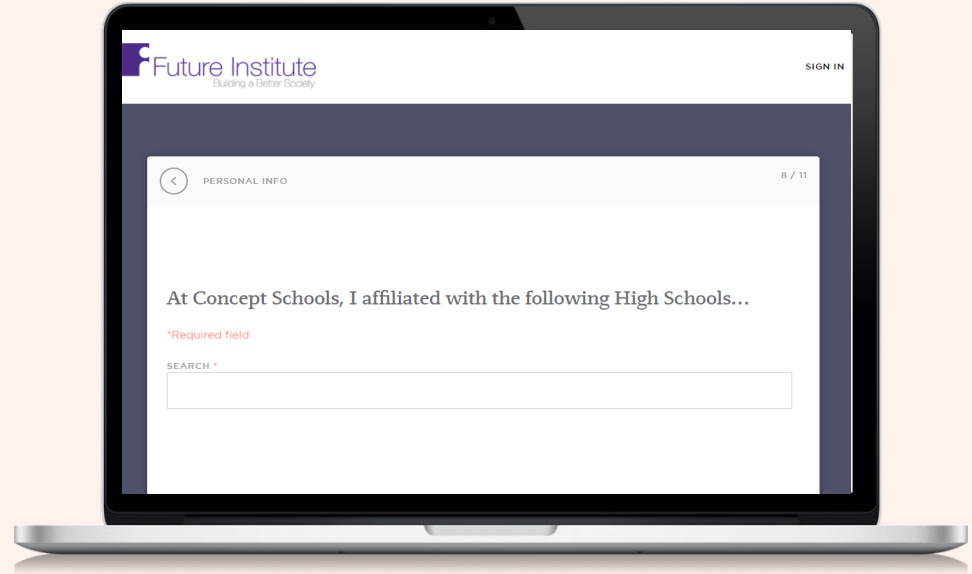 Future Institute
Building a Better Society
SIGN IN
PERSONAL INFO
8 / 11
At Concept Schools, I affiliated with the following High Schools...
*Required field
SEARCH *